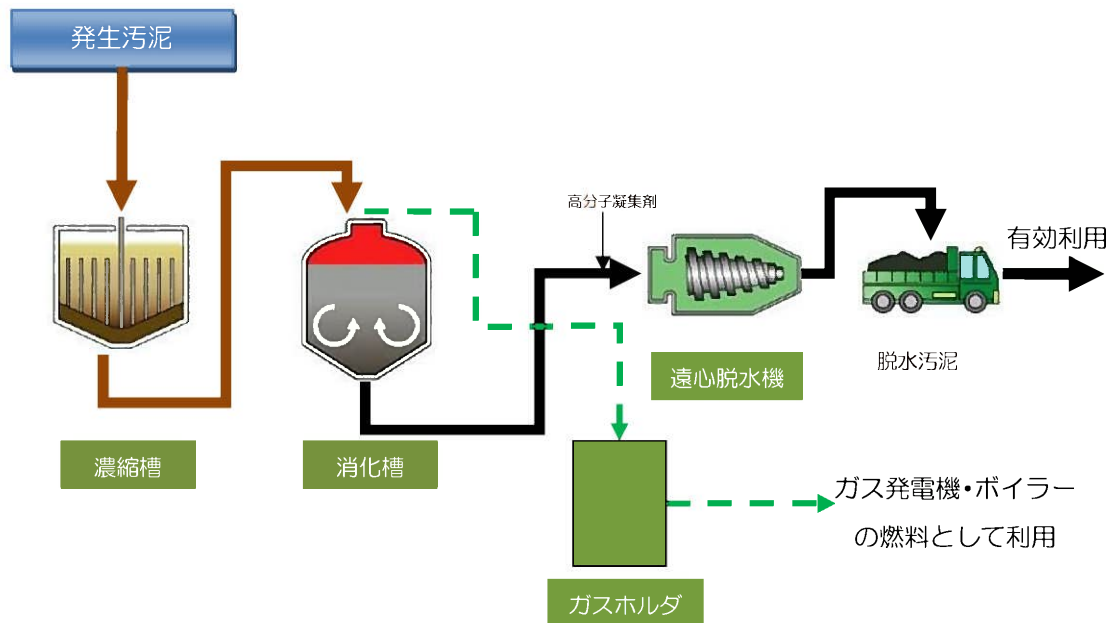 発生汚泥
高分子凝集剤
有効利用
脱水汚泥
遠心脱水機
濃縮槽
消化槽
ガス発電機・ボイラー
の燃料として利用
ガスホルダ